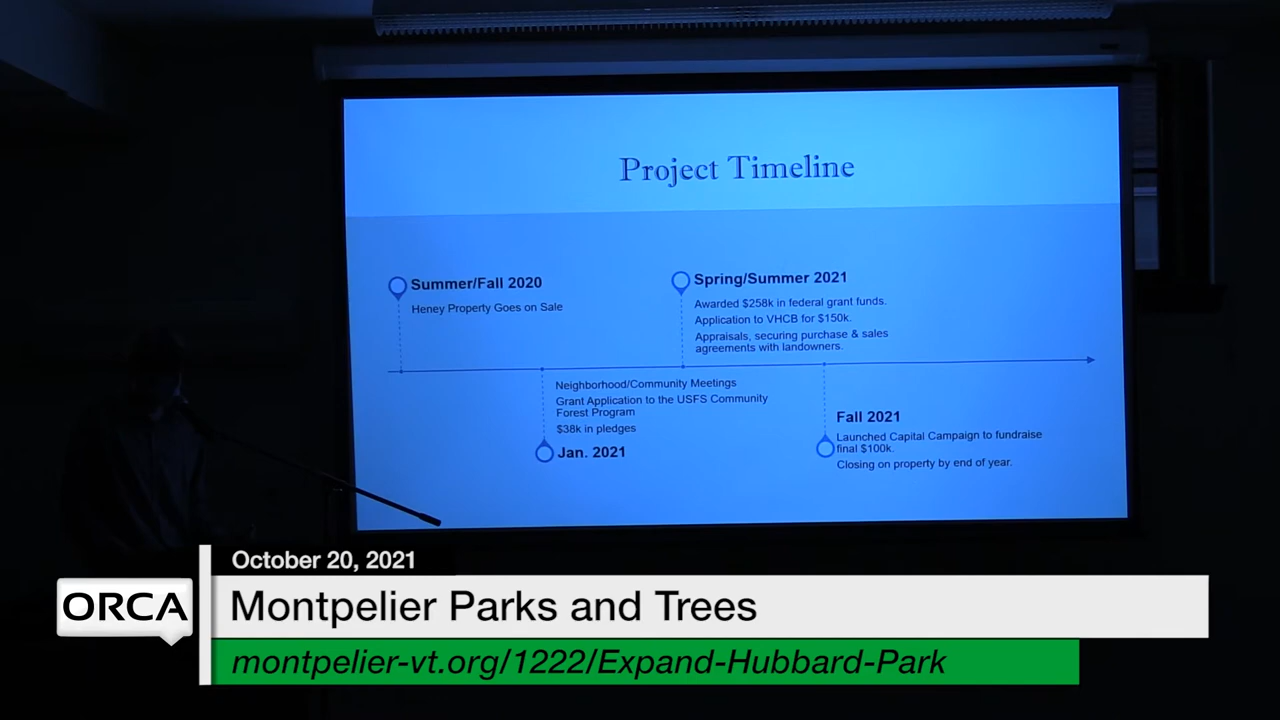 Project Timeline
Summer/Fall 2020
Heney Property Goes on Sale
Spring/Summer 2021
Awarded $258k in federal grant funds.
Application to VHCB for $150k.
Appraisals, securing purchase & sales
agreements with landowners.
Neighborhood/Community Meetings
Grant Application to the USFS Community
Forest Program
$38k in pledges
Jan. 2021
Fall 2021
Launched Capital Campaign to fundraise
final $100k.
Closing on property by end of year.
October 20, 2021
ORCA
Montpelier Parks and Trees
montpelier-vt.org/1222/Expand-Hubbard-Park